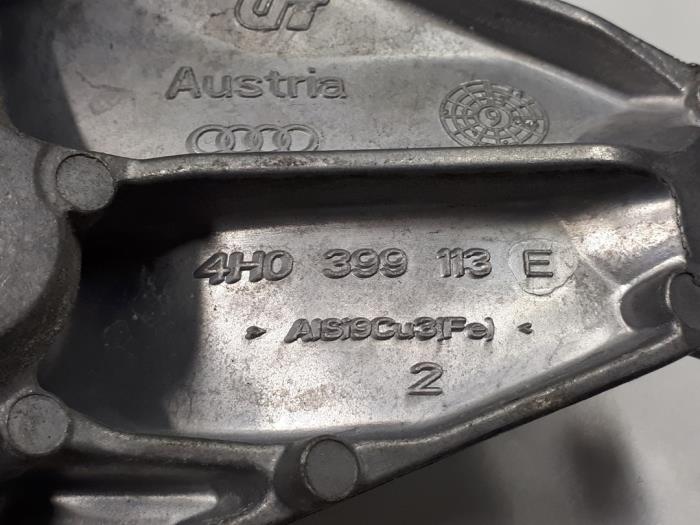 Austria
4H0 399 113 E
> AlSi9Cu3(Fe) <
2